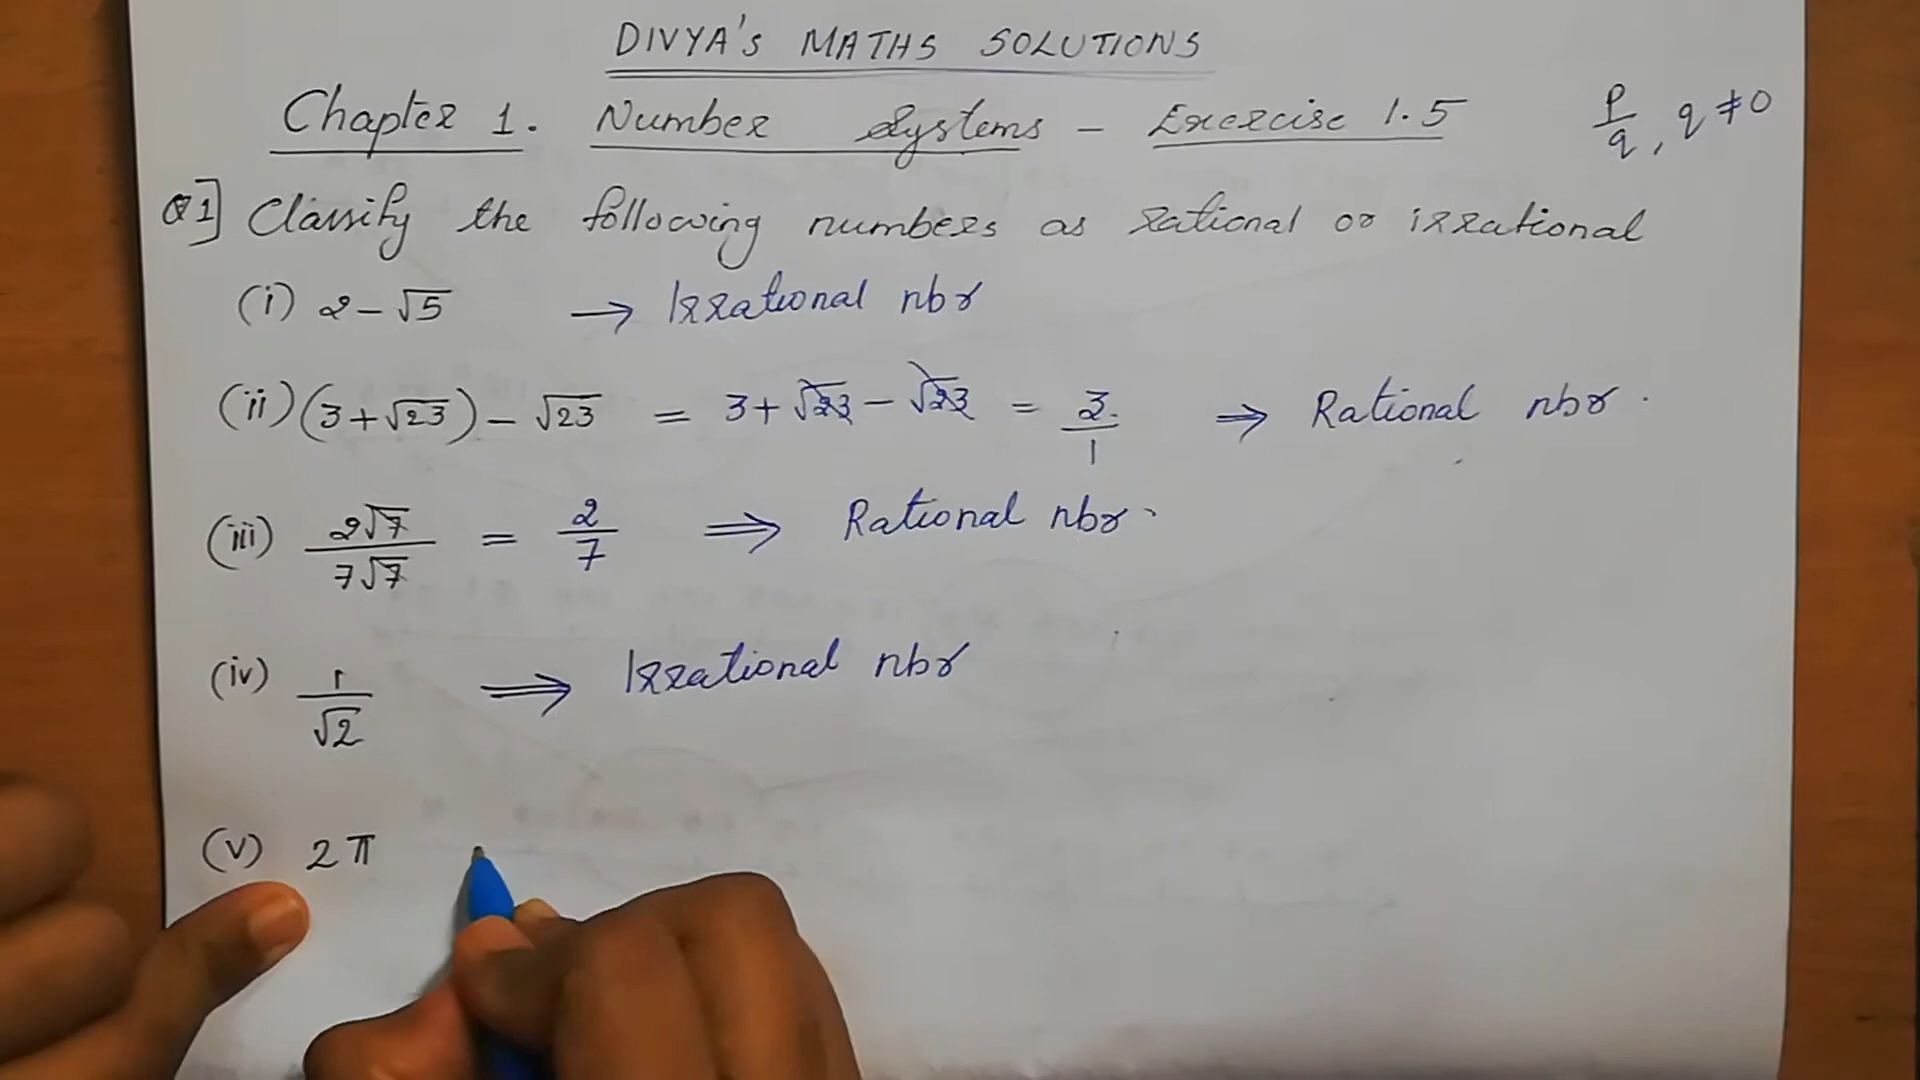 DIVYA's MATHS SOLUTIONS
Chapter 1. Number Systems - Exercise 1.5 p/q, q ≠ 0
Q1] Classify the following numbers as rational or irrational
(i) 2 - √5 → Irrational nbr
(ii) (3 + √23) - √23 = 3 + √23 - √23 = 3/1 ⇒ Rational nbr.
(iii) 2√7/7√7 = 2/7 ⇒ Rational nbr.
(iv) 1/√2 ⇒ Irrational nbr
(v) 2π